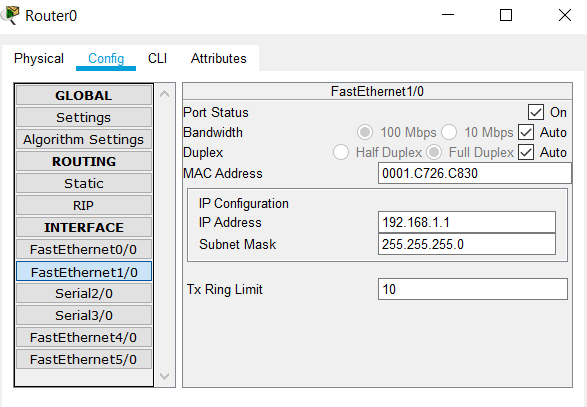 Router0
Physical Config CLI Attributes
GLOBAL
Settings
Algorithm Settings
ROUTING
Static
RIP
INTERFACE
FastEthernet0/0
FastEthernet1/0
Serial2/0
Serial3/0
FastEthernet4/0
FastEthernet5/0
FastEthernet1/0
Port Status On
Bandwidth 100 Mbps 10 Mbps Auto
Duplex Half Duplex Full Duplex Auto
MAC Address 0001.C726.C830
IP Configuration
IP Address 192.168.1.1
Subnet Mask 255.255.255.0
Tx Ring Limit 10